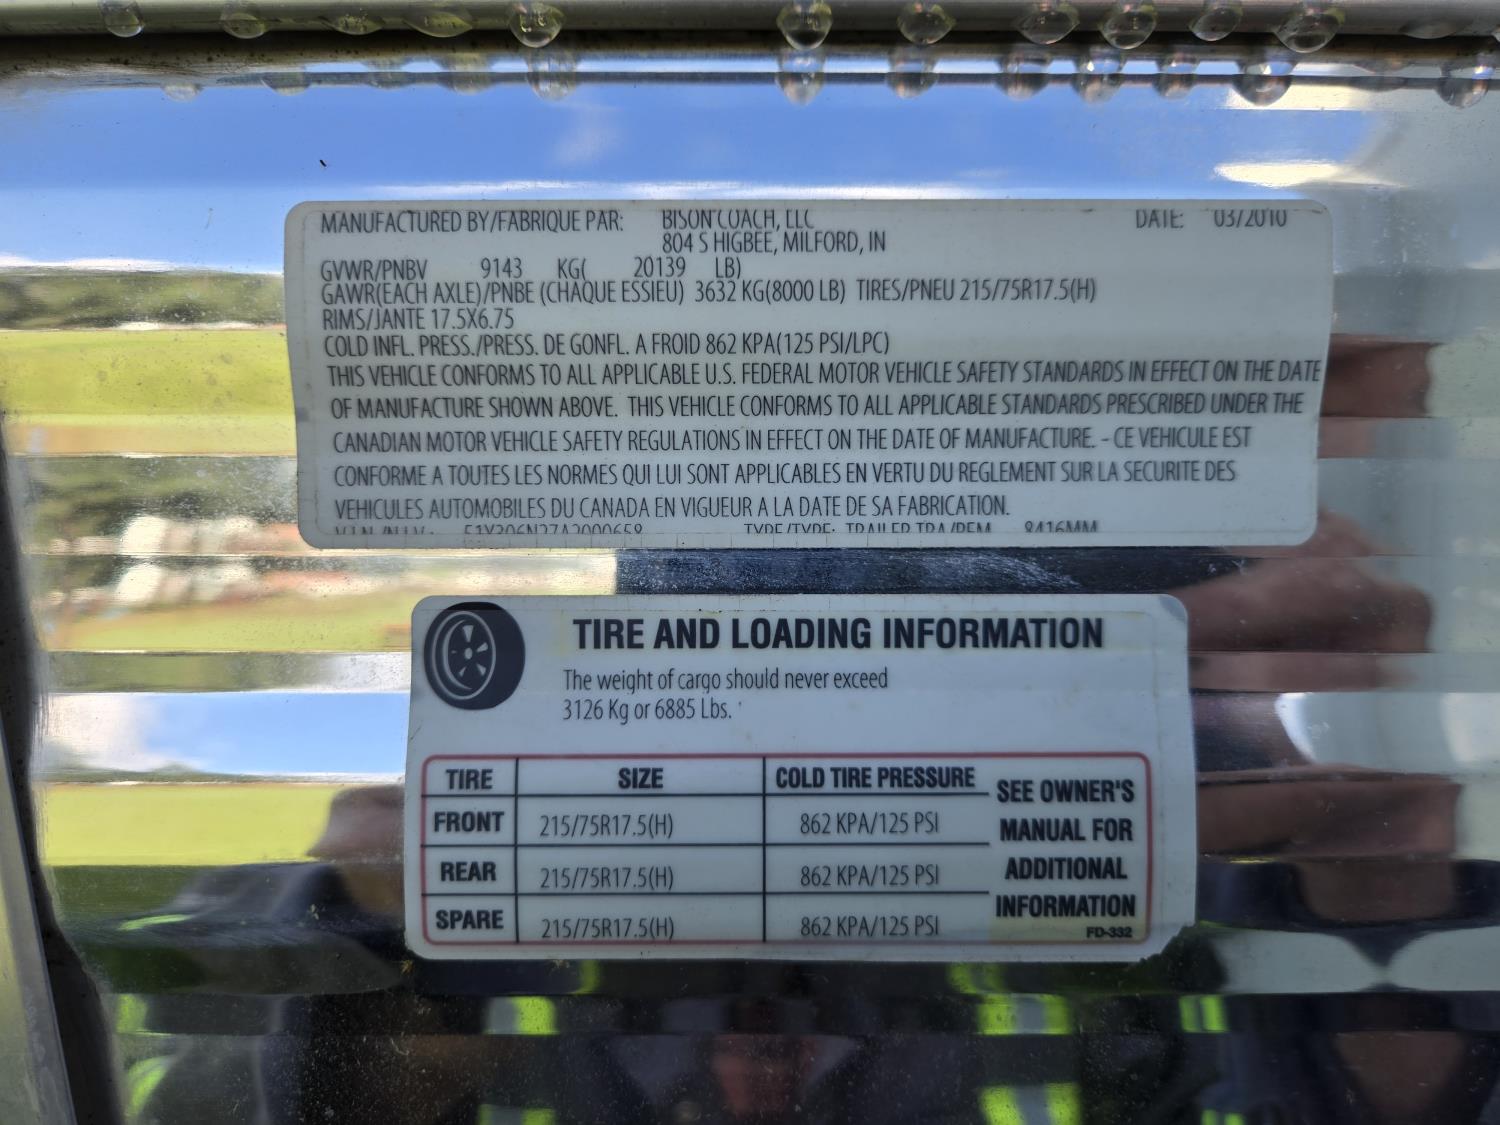 MANUFACTURED BY/FABRIQUE PAR: BISON COACH, LLC DATE: 03/2010
804 S HIGBEE, MILFORD, IN
GVWR/PNBV 9143 KG( 20139 LB)
GAWR(EACH AXLE)/PNBE (CHAQUE ESSIEU) 3632 KG(8000 LB) TIRES/PNEU 215/75R17.5(H)
RIMS/JANTE 17.5X6.75
COLD INFL. PRESS./PRESS. DE GONFL. A FROID 862 KPA(125 PSI/LPC)
THIS VEHICLE CONFORMS TO ALL APPLICABLE U.S. FEDERAL MOTOR VEHICLE SAFETY STANDARDS IN EFFECT ON THE DATE
OF MANUFACTURE SHOWN ABOVE. THIS VEHICLE CONFORMS TO ALL APPLICABLE STANDARDS PRESCRIBED UNDER THE
CANADIAN MOTOR VEHICLE SAFETY REGULATIONS IN EFFECT ON THE DATE OF MANUFACTURE. - CE VEHICULE EST
CONFORME A TOUTES LES NORMES QUI LUI SONT APPLICABLES EN VERTU DU REGLEMENT SUR LA SECURITE DES
VEHICULES AUTOMOBILES DU CANADA EN VIGUEUR A LA DATE DE SA FABRICATION.
TYPE/TYPE: TRAILER TRA/REM 8416MM
TIRE AND LOADING INFORMATION
The weight of cargo should never exceed
3126 Kg or 6885 Lbs.
TIRE SIZE COLD TIRE PRESSURE
FRONT 215/75R17.5(H) 862 KPA/125 PSI
REAR 215/75R17.5(H) 862 KPA/125 PSI
SPARE 215/75R17.5(H) 862 KPA/125 PSI
SEE OWNER'S
MANUAL FOR
ADDITIONAL
INFORMATION
FD-332